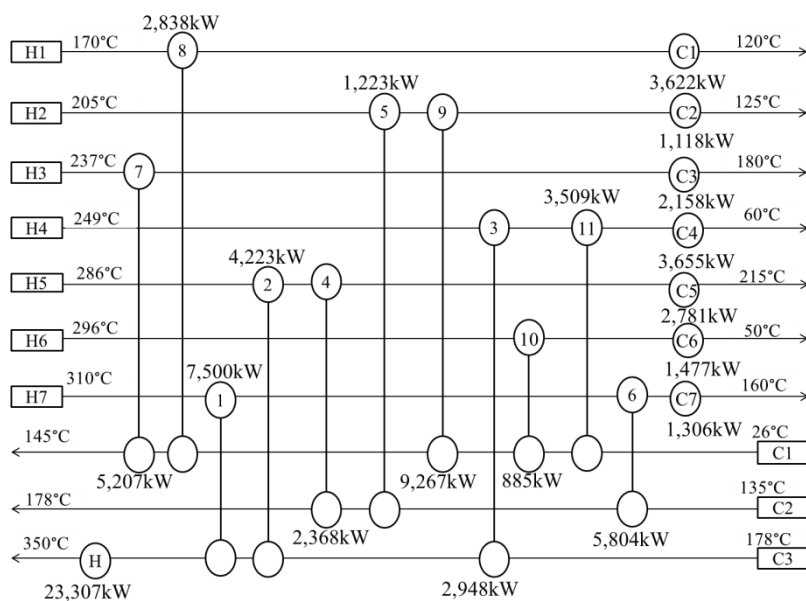 2,838kW
H1 170°C 8 C1 120°C
3,622kW
H2 205°C 1,223kW 5 9 C2 125°C
1,118kW
H3 237°C 7 C3 180°C
3,509kW 2,158kW
H4 249°C 3 11 C4 60°C
4,223kW 3,655kW
H5 286°C 2 4 C5 215°C
2,781kW
H6 296°C 10 C6 50°C
7,500kW 1,477kW
H7 310°C 1 6 C7 160°C
1,306kW
145°C 26°C C1
5,207kW 9,267kW 885kW
178°C 135°C C2
2,368kW 5,804kW
350°C H 178°C C3
23,307kW 2,948kW